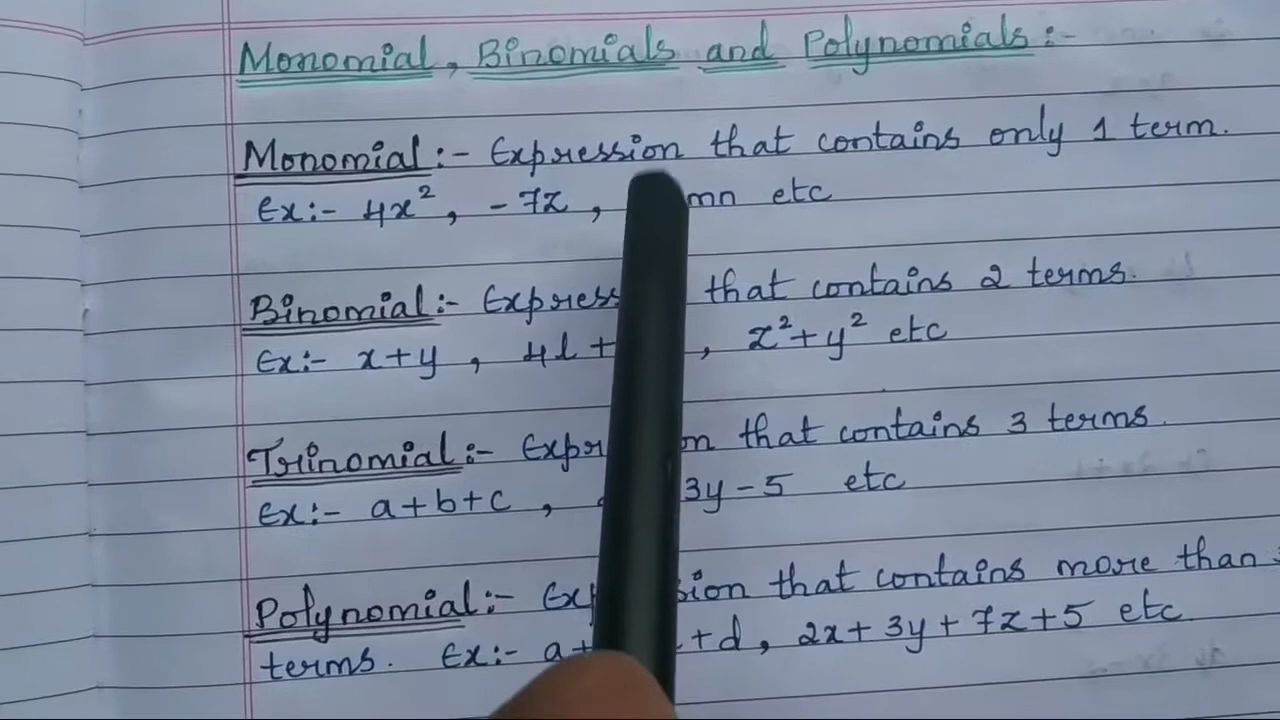 Monomial, Binomials and Polynomials :-
Monomial :- Expression that contains only 1 term.
Ex:- 4x², -7z, mn etc
Binomial :- Express that contains 2 terms.
Ex:- x+y, 4l+ , z²+y² etc
Trinomial :- Expr n that contains 3 terms.
Ex:- a+b+c, 3y-5 etc
Polynomial :- Exp sion that contains more than
terms. Ex:- a+ +d, 2x+3y+7z+5 etc